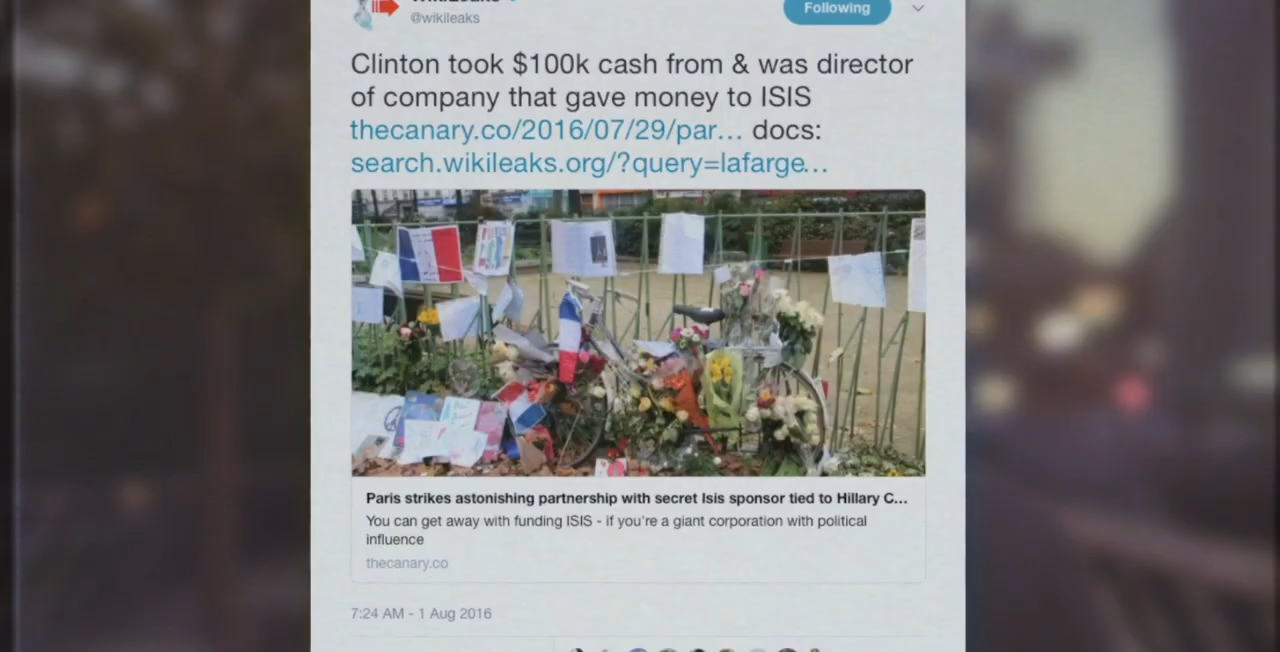 WikiLeaks
@wikileaks
Following
Clinton took $100k cash from & was director
of company that gave money to ISIS
thecanary.co/2016/07/29/par… docs:
search.wikileaks.org/?query=lafarge…
Paris strikes astonishing partnership with secret Isis sponsor tied to Hillary C...
You can get away with funding ISIS - if you're a giant corporation with political
influence
thecanary.co
7:24 AM - 1 Aug 2016